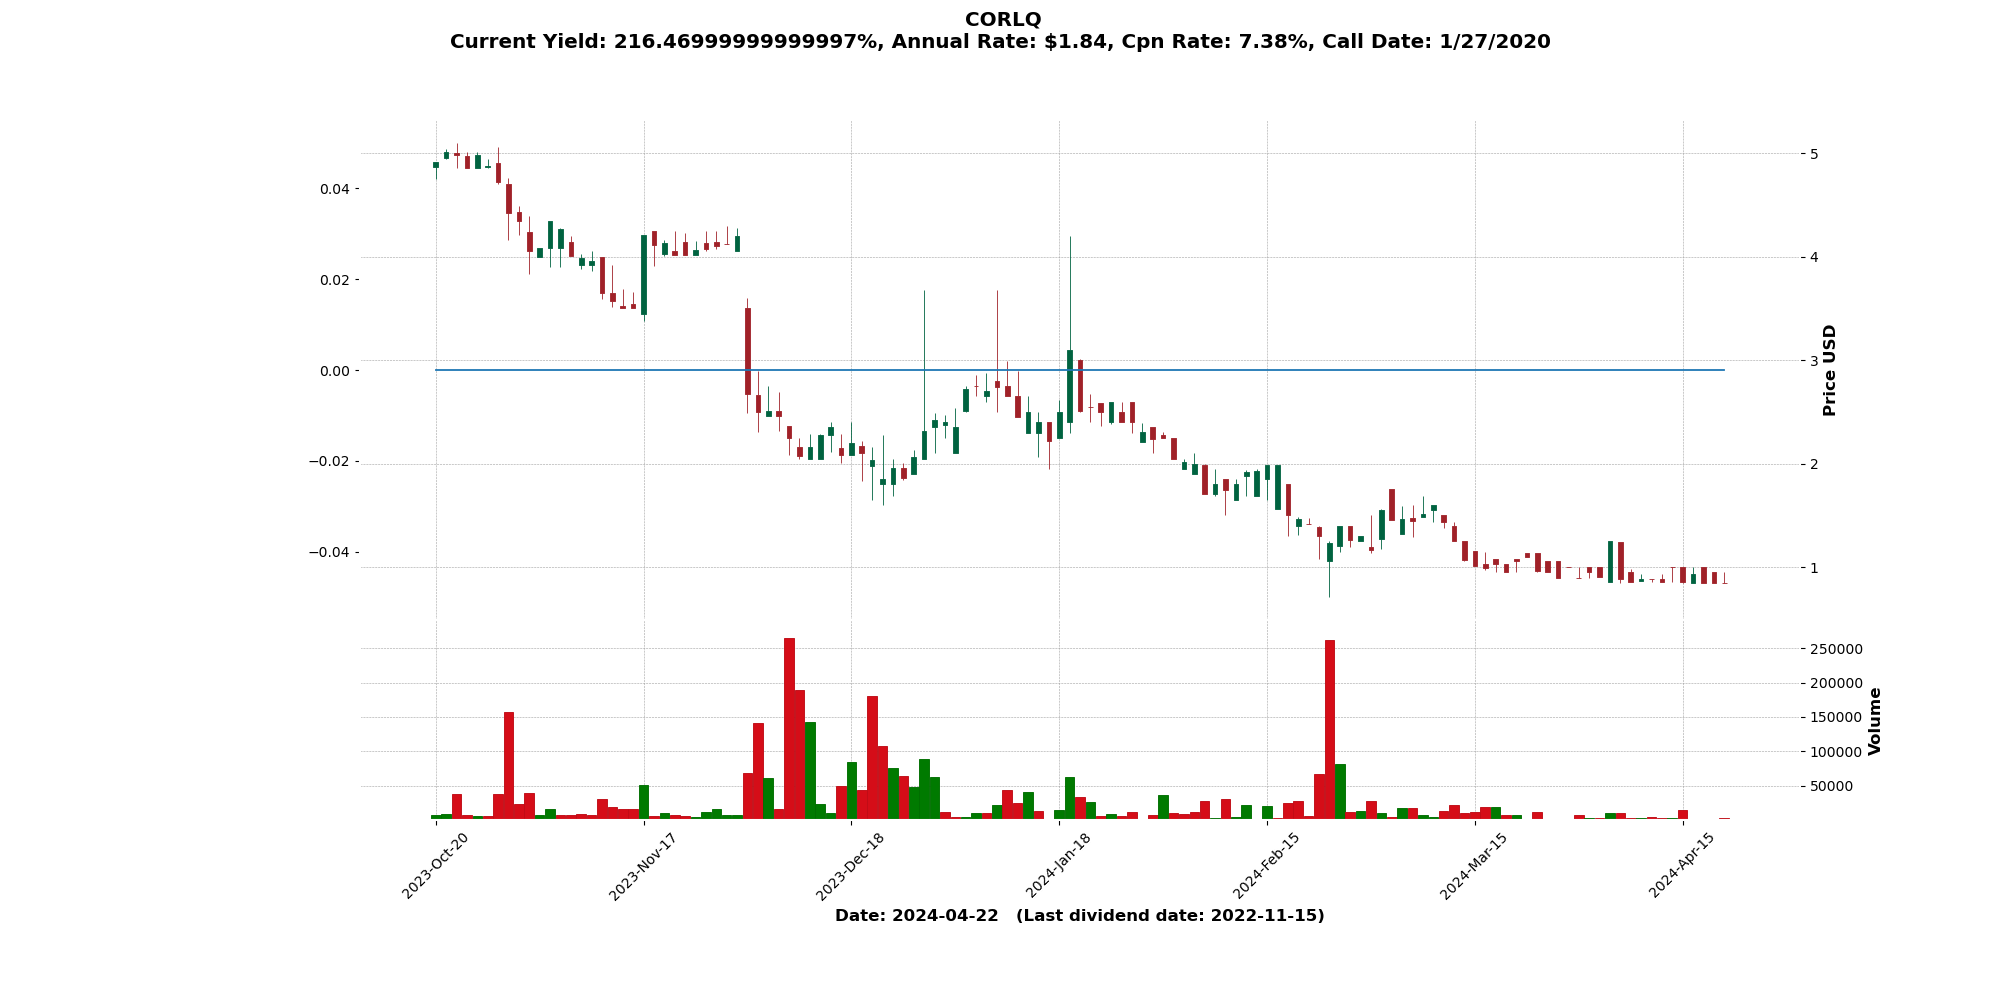 CORLQ
Current Yield: 216.46999999999997%, Annual Rate: $1.84, Cpn Rate: 7.38%, Call Date: 1/27/2020
0.04
0.02
0.00
−0.02
−0.04
5
4
3
2
1
Price USD
250000
200000
150000
100000
50000
Volume
2023-Oct-20
2023-Nov-17
2023-Dec-18
2024-Jan-18
2024-Feb-15
2024-Mar-15
2024-Apr-15
Date: 2024-04-22   (Last dividend date: 2022-11-15)